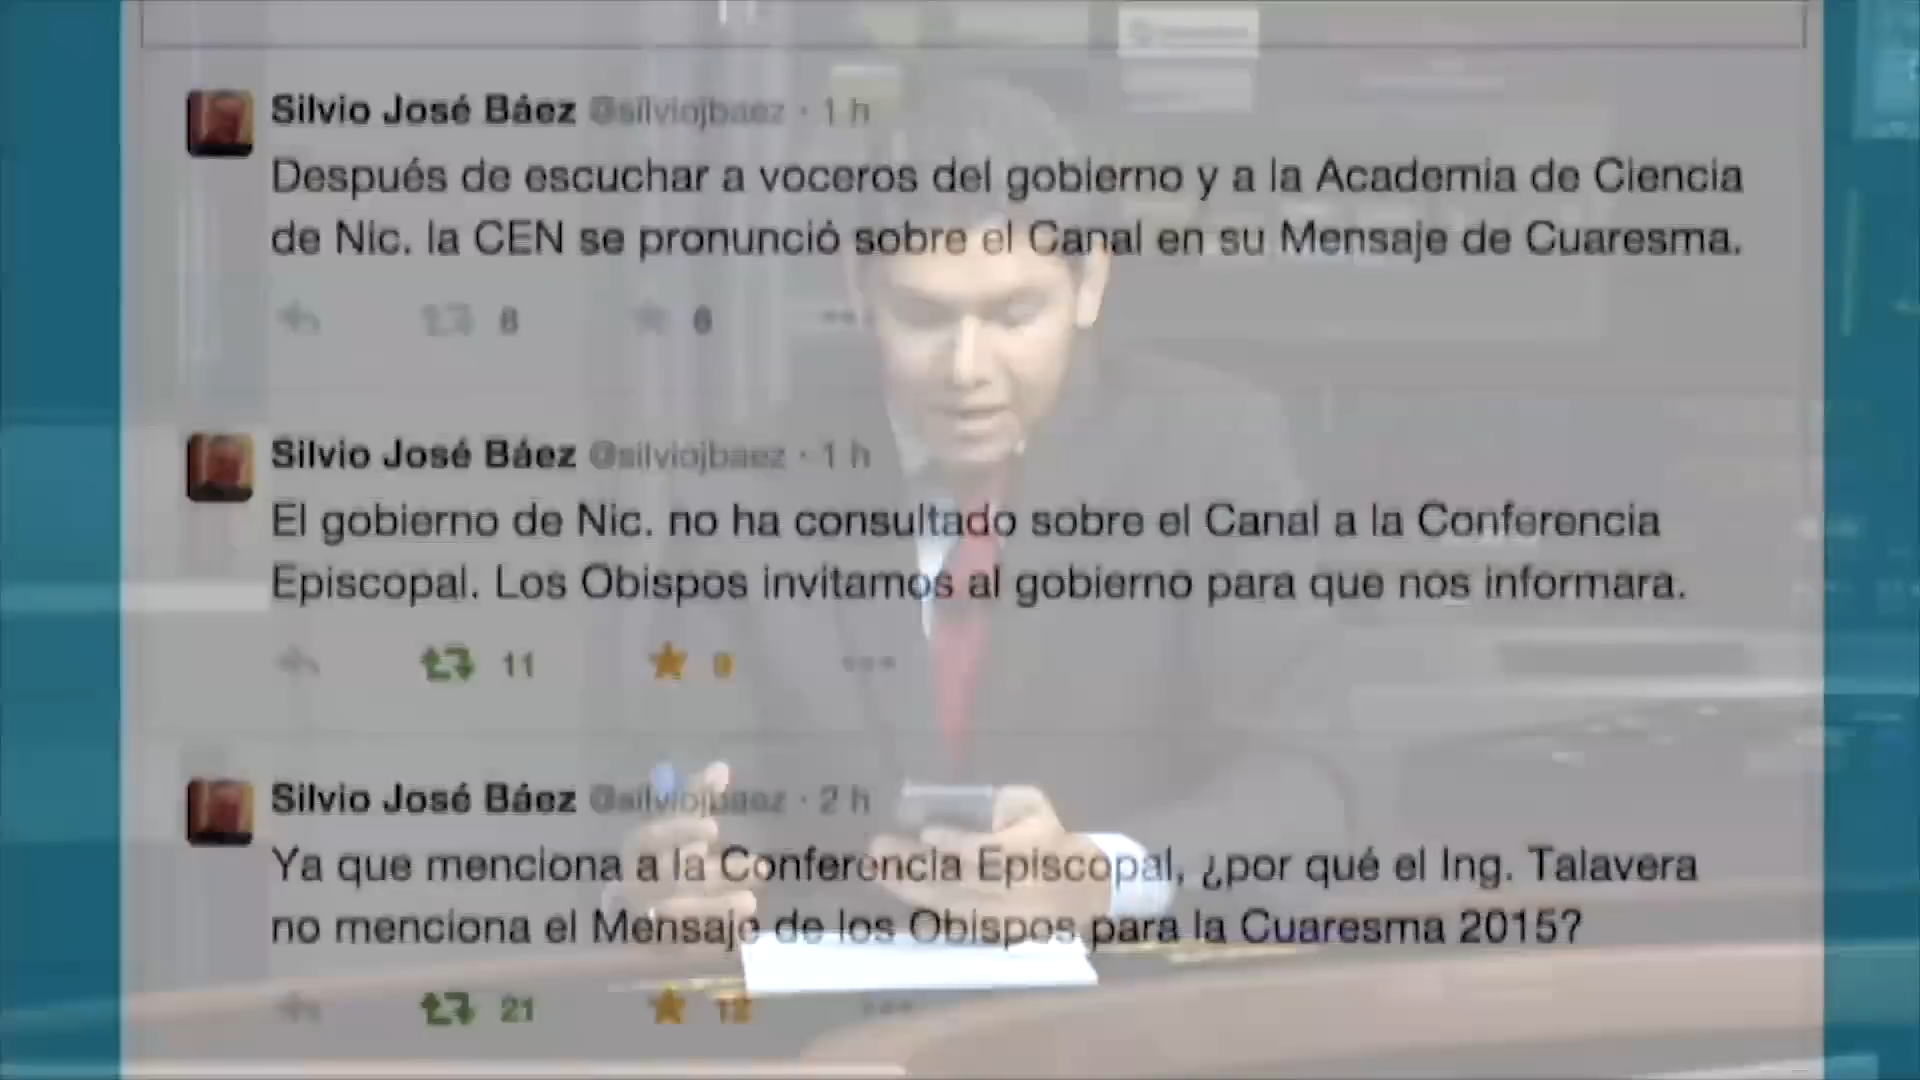 Silvio José Báez @silviojbaez · 1 h
Después de escuchar a voceros del gobierno y a la Academia de Ciencia
de Nic. la CEN se pronunció sobre el Canal en su Mensaje de Cuaresma.
6 6
Silvio José Báez @silviojbaez · 1 h
El gobierno de Nic. no ha consultado sobre el Canal a la Conferencia
Episcopal. Los Obispos invitamos al gobierno para que nos informara.
11 9
Silvio José Báez @silviojbaez · 2 h
Ya que menciona a la Conferencia Episcopal, ¿por qué el Ing. Talavera
no menciona el Mensaje de los Obispos para la Cuaresma 2015?
21 12